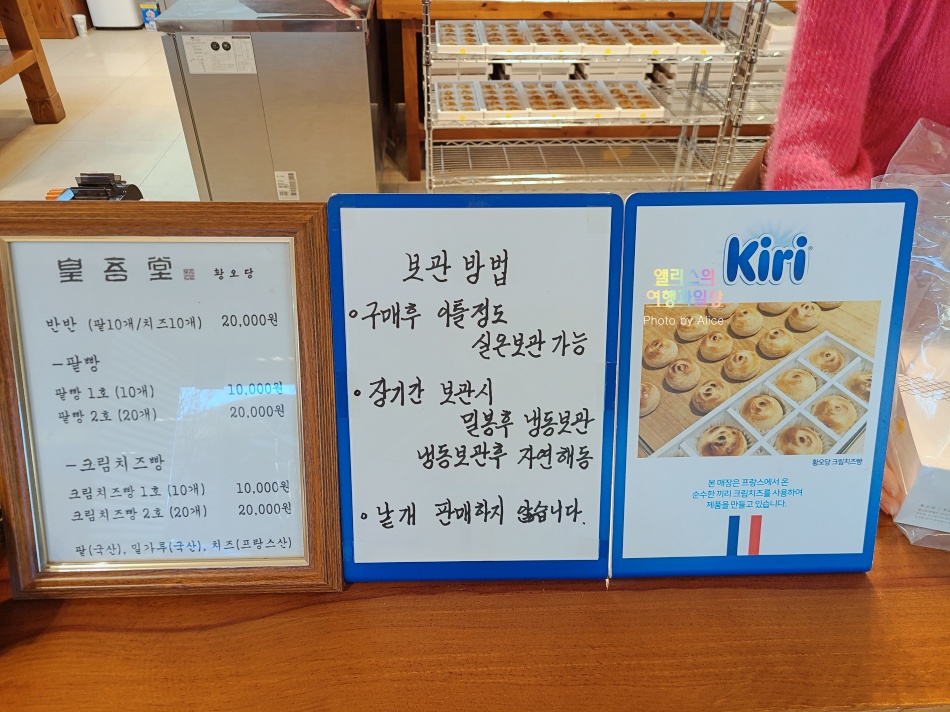 皇吾堂 황오당
반반 (팥10개/치즈10개) 20,000원
- 팥빵
팥빵 1호 (10개) 10,000원
팥빵 2호 (20개) 20,000원
- 크림치즈빵
크림치즈빵 1호 (10개) 10,000원
크림치즈빵 2호 (20개) 20,000원
팥(국산), 밀가루(국산), 치즈(프랑스산)
보관 방법
• 구매후 이틀정도
실온보관 가능
• 장기간 보관시
밀봉후 냉동보관
냉동보관후 자연해동
• 낱개 판매하지 않습니다.
Kiri®
앨리스의
여행과일상
Photo by Alice
황오당 크림치즈빵
본 매장은 프랑스에서 온
순수한 끼리 크림치즈를 사용하여
제품을 만들고 있습니다.